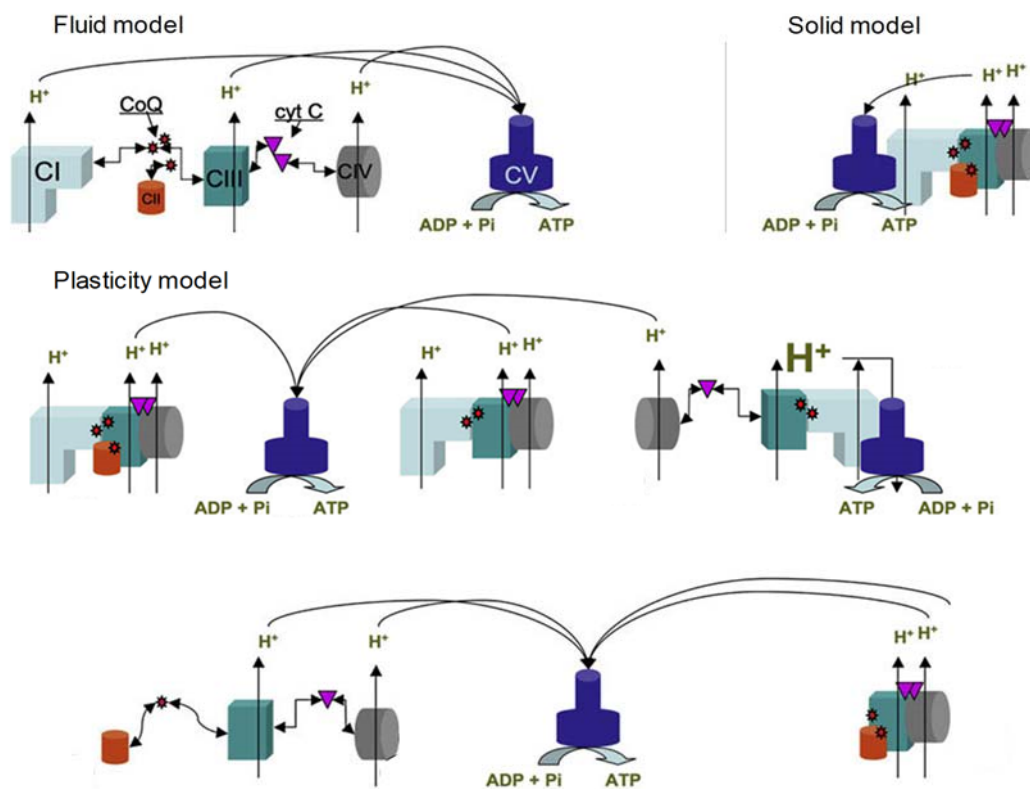 Fluid model
Solid model
H⁺
H⁺
H⁺
H⁺
H⁺ H⁺
CoQ
cyt C
CI
CII
CIII
CIV
CV
ADP + Pi
ATP
ADP + Pi
ATP
Plasticity model
H⁺
H⁺ H⁺
H⁺
H⁺ H⁺
H⁺
H⁺
ADP + Pi
ATP
ATP
ADP + Pi
H⁺
H⁺
H⁺ H⁺
ADP + Pi
ATP